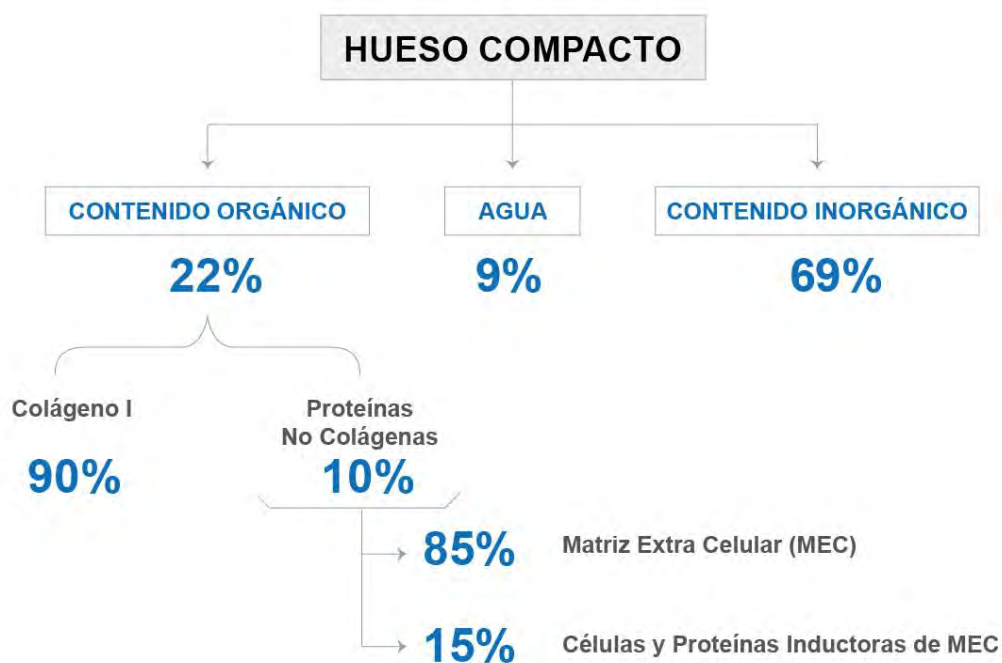 HUESO COMPACTO
CONTENIDO ORGÁNICO
AGUA
CONTENIDO INORGÁNICO
22%
9%
69%
Colágeno I
Proteínas
No Colágenas
90%
10%
85%
Matriz Extra Celular (MEC)
15%
Células y Proteínas Inductoras de MEC